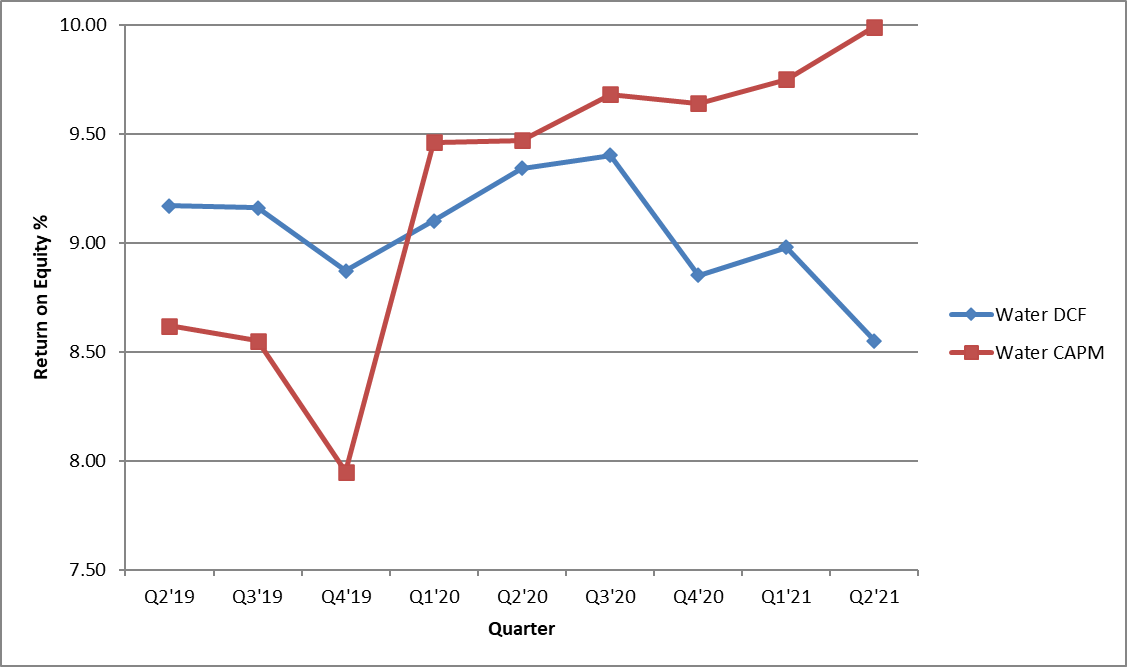 10.00
9.50
9.00
8.50
8.00
7.50
Return on Equity %
Q2'19 Q3'19 Q4'19 Q1'20 Q2'20 Q3'20 Q4'20 Q1'21 Q2'21
Quarter
Water DCF
Water CAPM